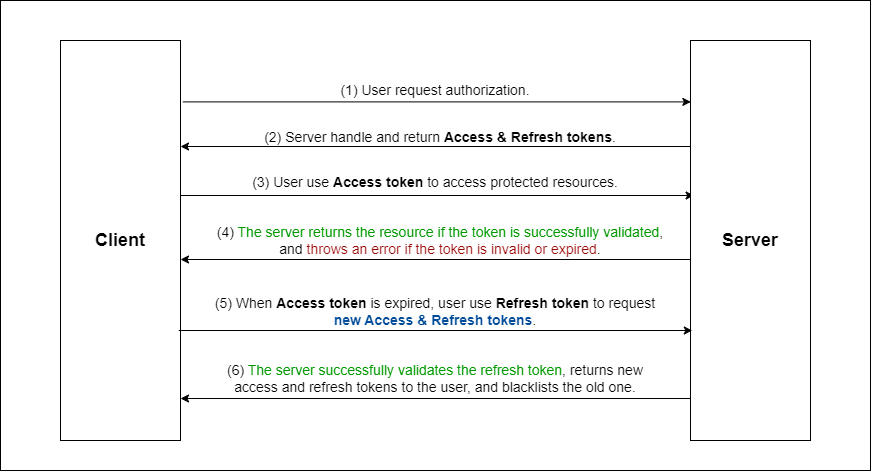 (1) User request authorization.
(2) Server handle and return Access & Refresh tokens.
(3) User use Access token to access protected resources.
Client
(4) The server returns the resource if the token is successfully validated,
and throws an error if the token is invalid or expired.
Server
(5) When Access token is expired, user use Refresh token to request
new Access & Refresh tokens.
(6) The server successfully validates the refresh token, returns new
access and refresh tokens to the user, and blacklists the old one.